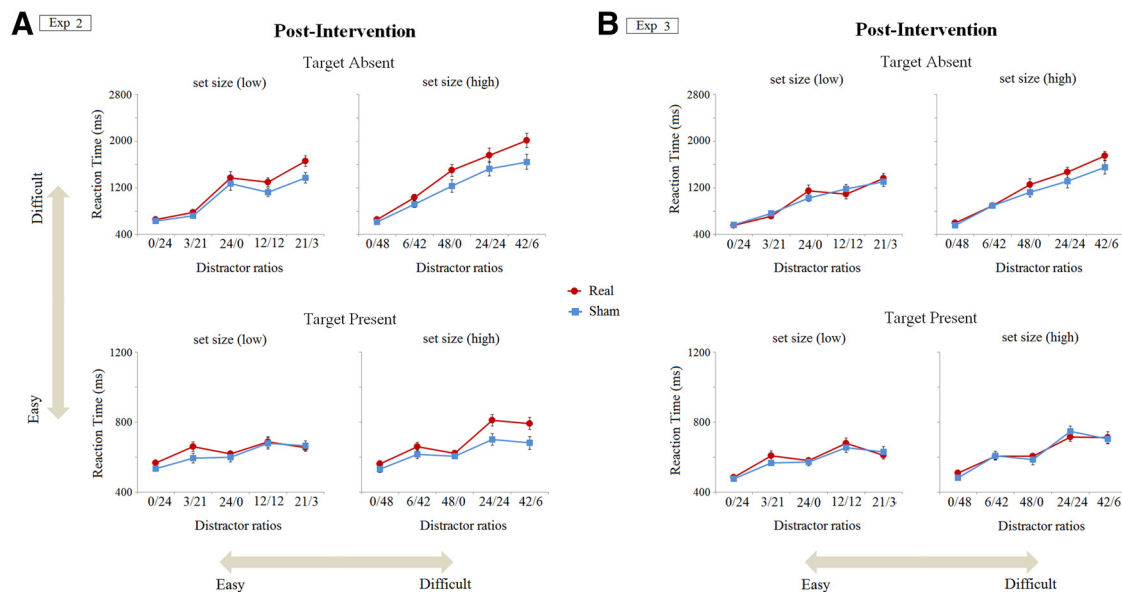 A Exp 2
Post-Intervention
Target Absent
set size (low) set size (high)
Reaction Time (ms)
2800
2000
1200
400
0/24 3/21 24/0 12/12 21/3
0/48 6/42 48/0 24/24 42/6
Distractor ratios Distractor ratios
Target Present
set size (low) set size (high)
Reaction Time (ms)
1200
800
400
0/24 3/21 24/0 12/12 21/3
0/48 6/42 48/0 24/24 42/6
Distractor ratios Distractor ratios
Difficult
Easy
Easy Difficult
Real
Sham
B Exp 3
Post-Intervention
Target Absent
set size (low) set size (high)
Reaction Time (ms)
2800
2000
1200
400
0/24 3/21 24/0 12/12 21/3
0/48 6/42 48/0 24/24 42/6
Distractor ratios Distractor ratios
Target Present
set size (low) set size (high)
Reaction Time (ms)
1200
800
400
0/24 3/21 24/0 12/12 21/3
0/48 6/42 48/0 24/24 42/6
Distractor ratios Distractor ratios
Easy Difficult